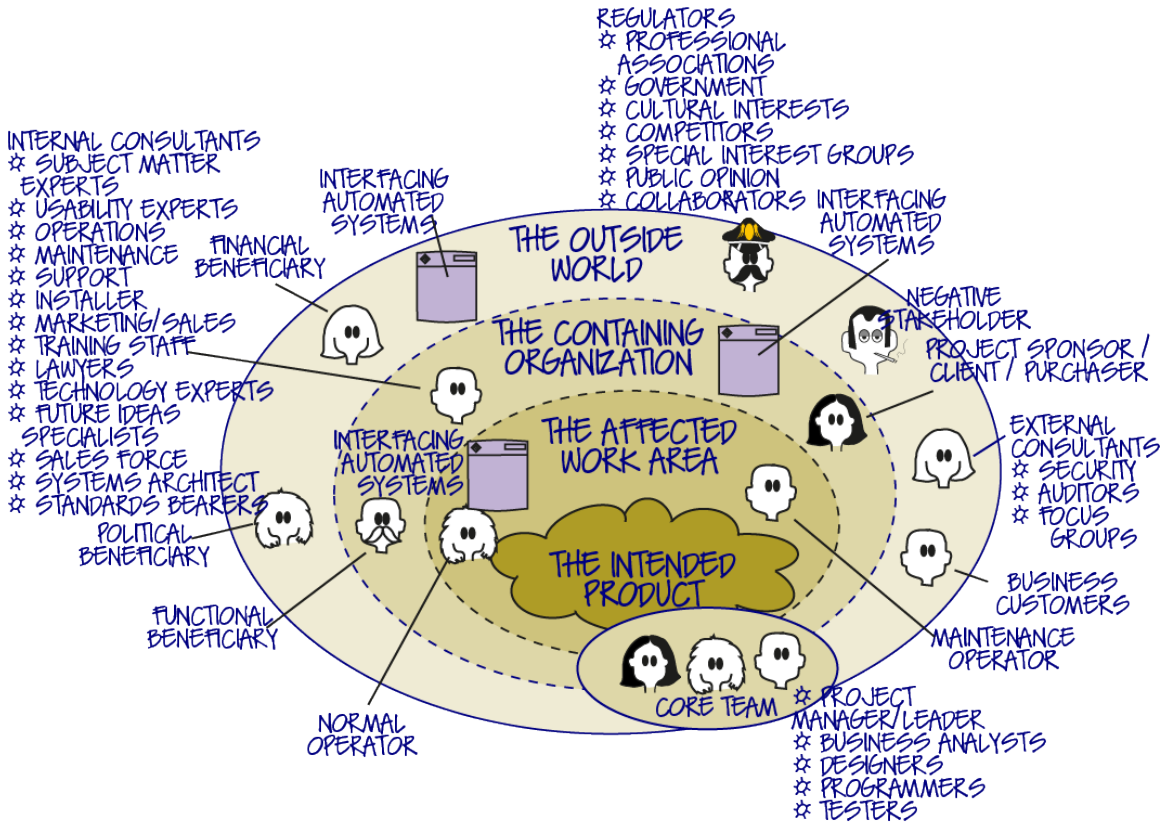 REGULATORS
☼ PROFESSIONAL
ASSOCIATIONS
☼ GOVERNMENT
☼ CULTURAL INTERESTS
☼ COMPETITORS
☼ SPECIAL INTEREST GROUPS
☼ PUBLIC OPINION
☼ COLLABORATORS
INTERNAL CONSULTANTS
☼ SUBJECT MATTER
EXPERTS
☼ USABILITY EXPERTS
☼ OPERATIONS
☼ MAINTENANCE
☼ SUPPORT
☼ INSTALLER
☼ MARKETING/SALES
☼ TRAINING STAFF
☼ LAWYERS
☼ TECHNOLOGY EXPERTS
☼ FUTURE IDEAS
SPECIALISTS
☼ SALES FORCE
☼ SYSTEMS ARCHITECT
☼ STANDARDS BEARERS
INTERFACING
AUTOMATED
SYSTEMS
FINANCIAL
BENEFICIARY
INTERFACING
AUTOMATED
SYSTEMS
THE OUTSIDE
WORLD
THE CONTAINING
ORGANIZATION
NEGATIVE
STAKEHOLDER
PROJECT SPONSOR /
CLIENT / PURCHASER
THE AFFECTED
WORK AREA
INTERFACING
AUTOMATED
SYSTEMS
EXTERNAL
CONSULTANTS
☼ SECURITY
☼ AUDITORS
☼ FOCUS
GROUPS
POLITICAL
BENEFICIARY
THE INTENDED
PRODUCT
BUSINESS
CUSTOMERS
FUNCTIONAL
BENEFICIARY
MAINTENANCE
OPERATOR
NORMAL
OPERATOR
CORE TEAM
☼ PROJECT
MANAGER/LEADER
☼ BUSINESS ANALYSTS
☼ DESIGNERS
☼ PROGRAMMERS
☼ TESTERS